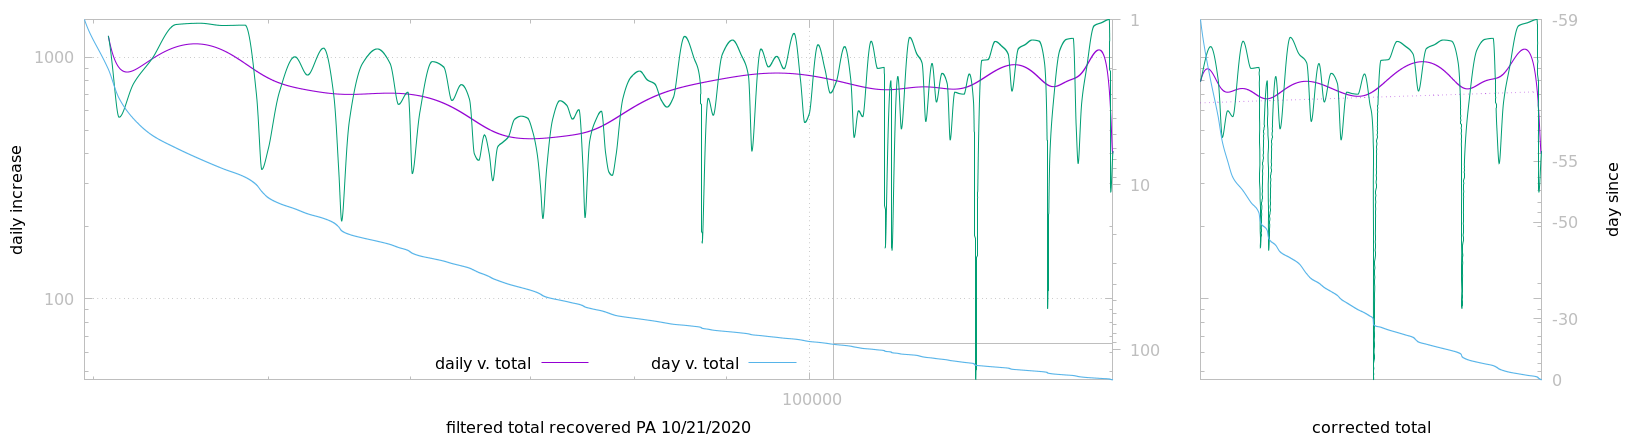 1000
100
daily increase
daily v. total
day v. total
100000
filtered total recovered PA 10/21/2020
1
10
100
-59
-55
-50
-30
0
day since
corrected total